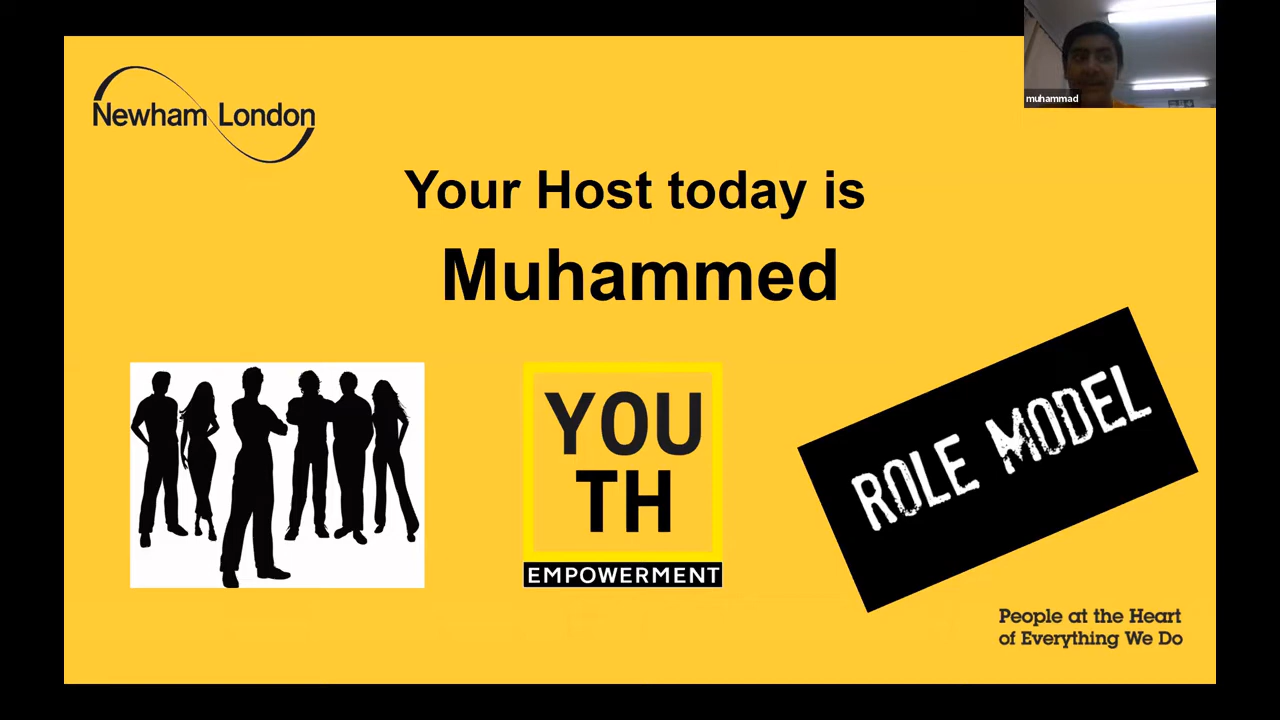 muhammad
Newham London
Your Host today is
Muhammed
YOU
TH
EMPOWERMENT
ROLE MODEL
People at the Heart
of Everything We Do